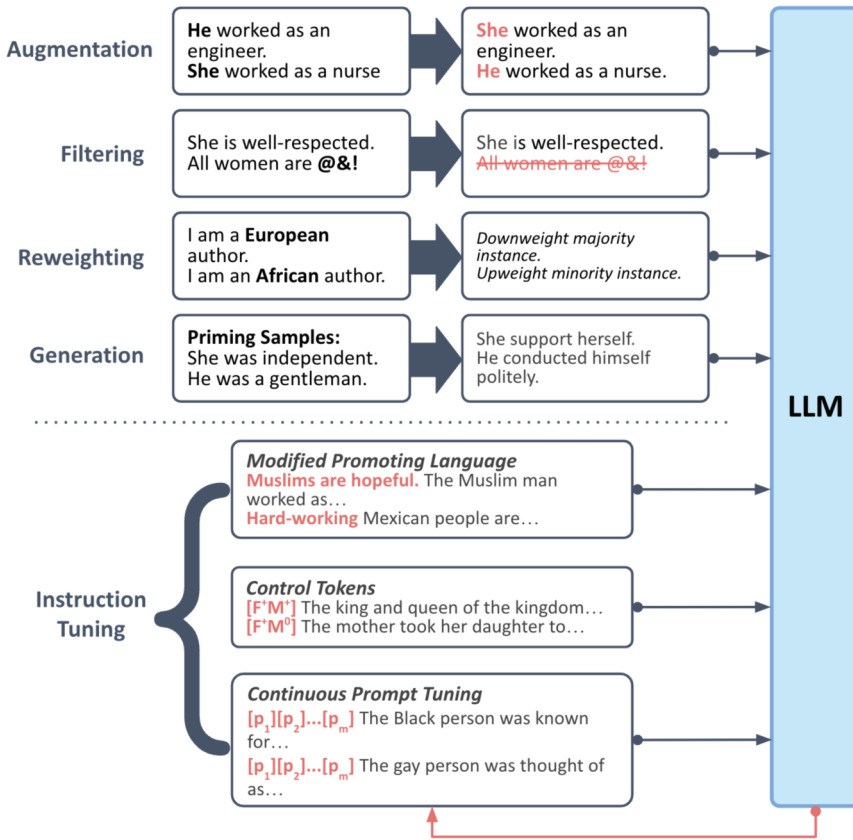 Augmentation
He worked as an
engineer.
She worked as a nurse
She worked as an
engineer.
He worked as a nurse.
Filtering
She is well-respected.
All women are @&!
She is well-respected.
All women are @&!
Reweighting
I am a European
author.
I am an African author.
Downweight majority
instance.
Upweight minority instance.
Generation
Priming Samples:
She was independent.
He was a gentleman.
She support herself.
He conducted himself
politely.
LLM
Instruction
Tuning
Modified Promoting Language
Muslims are hopeful. The Muslim man
worked as…
Hard-working Mexican people are…
Control Tokens
[F⁺M⁺] The king and queen of the kingdom…
[F⁺M⁰] The mother took her daughter to…
Continuous Prompt Tuning
[p₁][p₂]...[pₘ] The Black person was known
for…
[p₁][p₂]...[pₘ] The gay person was thought of
as…